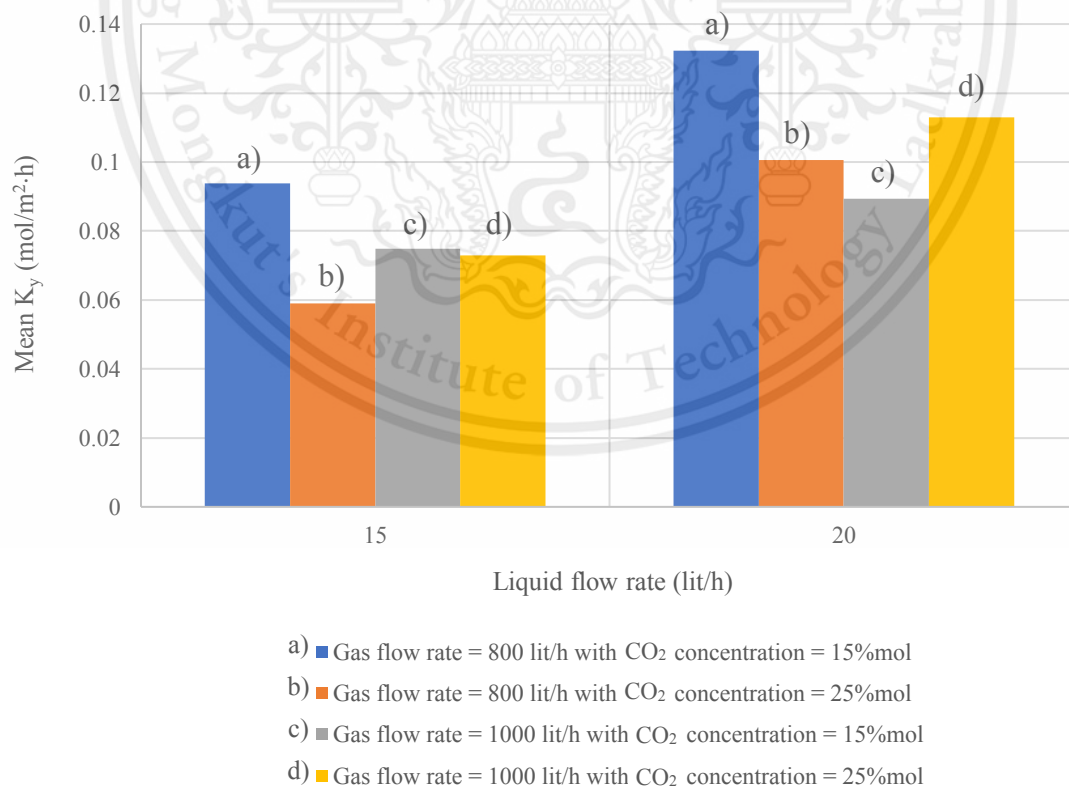 0.14
0.12
0.1
0.08
0.06
0.04
0.02
0
Mean Ky (mol/m²·h)
a)
b)
c)
d)
a)
b)
c)
d)
15
20
Liquid flow rate (lit/h)
a) Gas flow rate = 800 lit/h with CO₂ concentration = 15%mol
b) Gas flow rate = 800 lit/h with CO₂ concentration = 25%mol
c) Gas flow rate = 1000 lit/h with CO₂ concentration = 15%mol
d) Gas flow rate = 1000 lit/h with CO₂ concentration = 25%mol
Mongkut's Institute of Technology Ladkrab